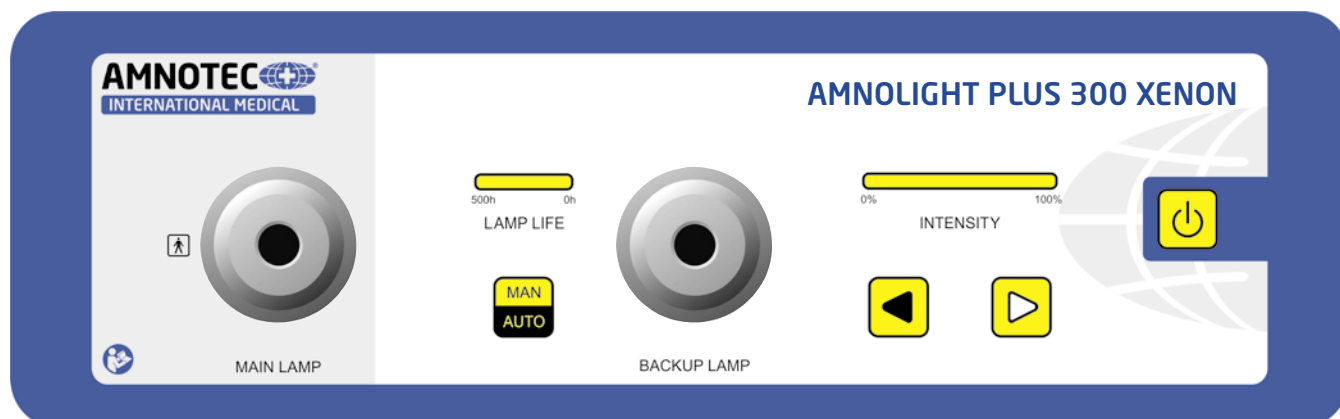 AMNOTEC
INTERNATIONAL MEDICAL
AMNOLIGHT PLUS 300 XENON
500h 0h
LAMP LIFE
0% 100%
INTENSITY
MAN
AUTO
MAIN LAMP
BACKUP LAMP